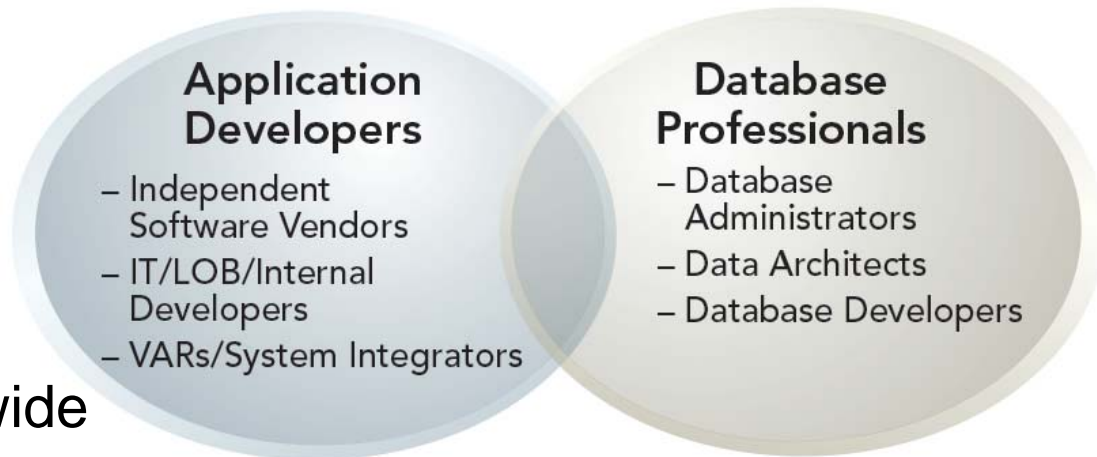 Application
Developers
– Independent
Software Vendors
– IT/LOB/Internal
Developers
– VARs/System Integrators
Database
Professionals
– Database
Administrators
– Data Architects
– Database Developers